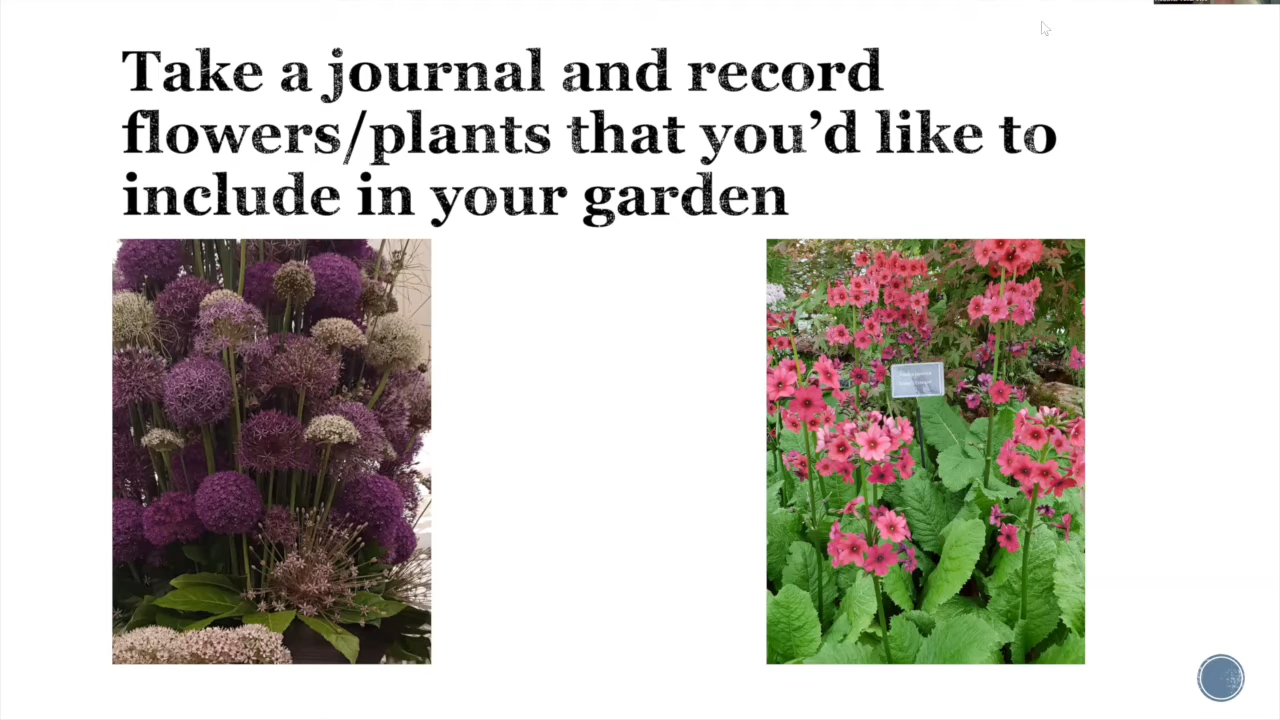 Take a journal and record
flowers/plants that you’d like to
include in your garden